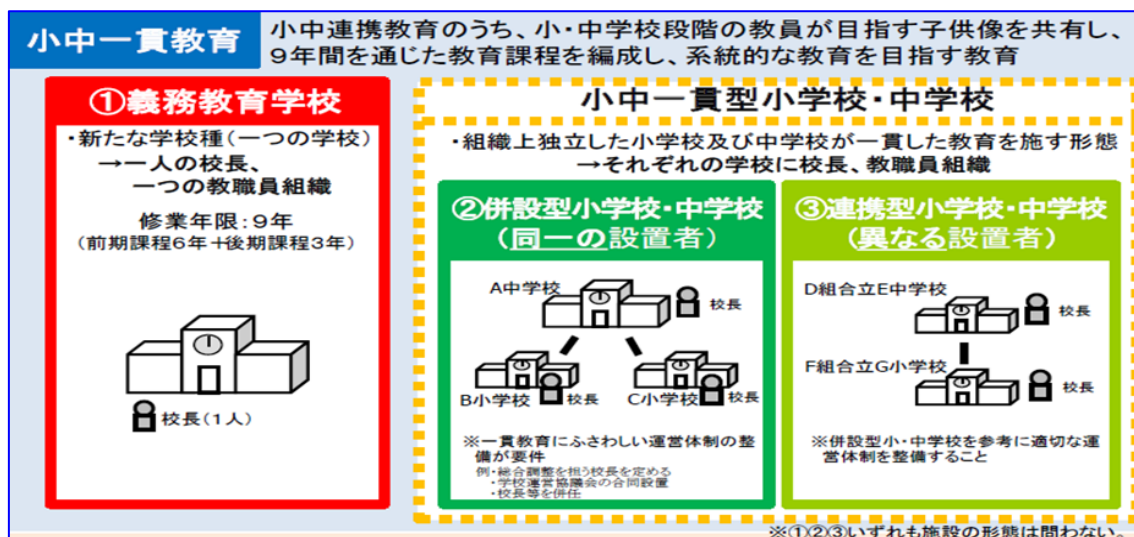 小中一貫教育
小中連携教育のうち、小・中学校段階の教員が目指す子供像を共有し、
9年間を通じた教育課程を編成し、系統的な教育を目指す教育
①義務教育学校
・新たな学校種(一つの学校)
→一人の校長、
一つの教職員組織
修業年限:9年
(前期課程6年+後期課程3年)
校長(1人)
小中一貫型小学校・中学校
・組織上独立した小学校及び中学校が一貫した教育を施す形態
→それぞれの学校に校長、教職員組織
②併設型小学校・中学校
(同一の設置者)
A中学校
校長
B小学校
校長
C小学校
校長
※一貫教育にふさわしい運営体制の整
備が要件
例・総合調整を担う校長を定める
・学校運営協議会の合同設置
・校長等を併任
③連携型小学校・中学校
(異なる設置者)
D組合立E中学校
校長
F組合立G小学校
校長
※併設型小・中学校を参考に適切な運
営体制を整備すること
※①②③いずれも施設の形態は問わない。